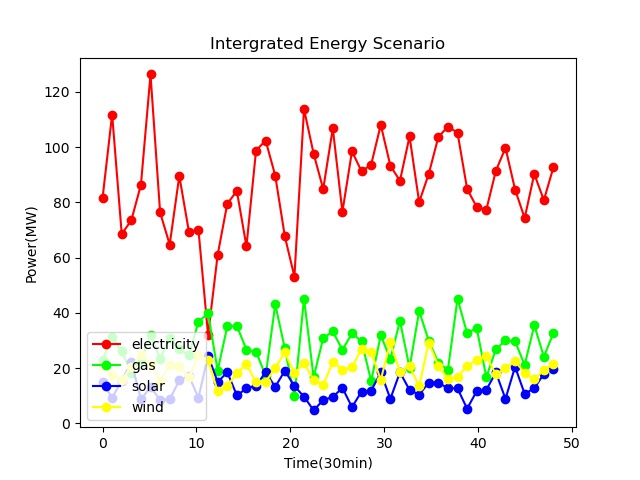 Intergrated Energy Scenario
Power(MW)
120
100
80
60
40
20
0
electricity
gas
solar
wind
0 10 20 30 40 50
Time(30min)